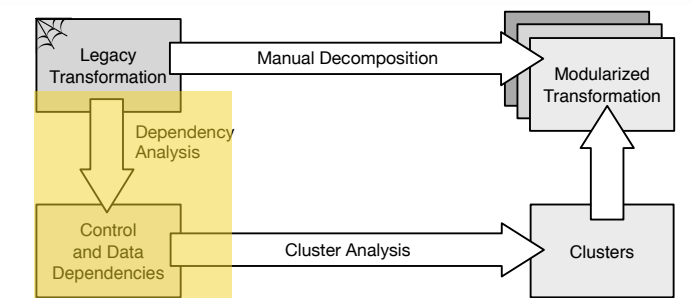 Legacy
Transformation
Manual Decomposition
Modularized
Transformation
Dependency
Analysis
Control
and Data
Dependencies
Cluster Analysis
Clusters